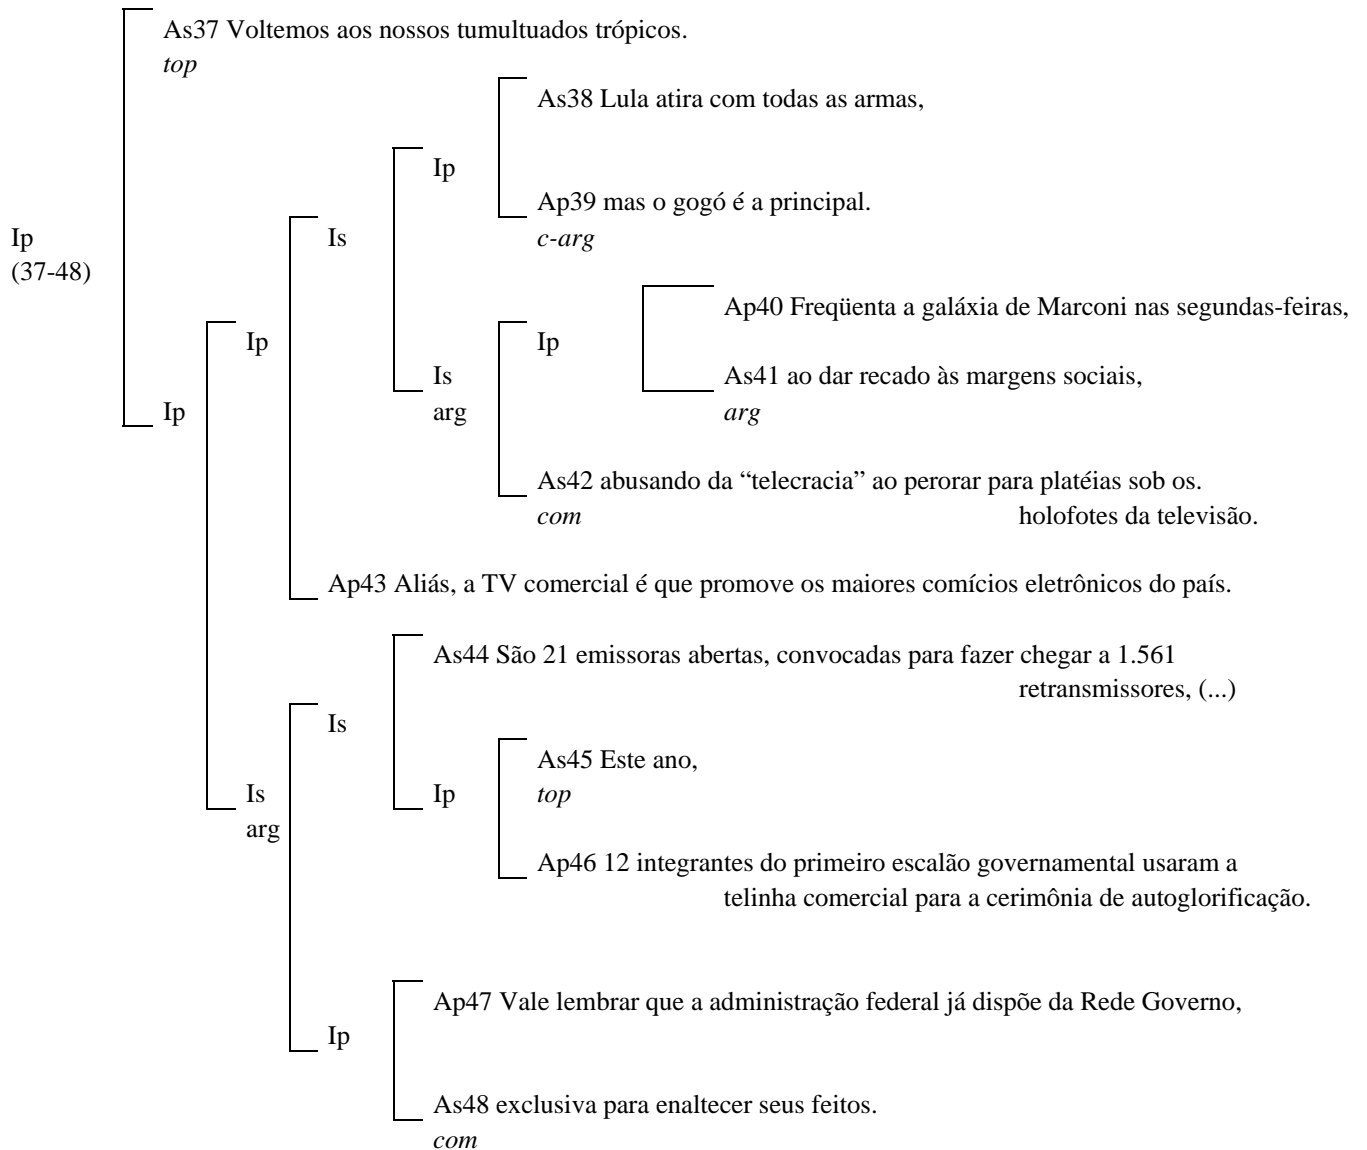 As37 Voltemos aos nossos tumultuados trópicos.
top
As38 Lula atira com todas as armas,
Ip
Ap39 mas o gogó é a principal.
c-arg
Is
Ip
(37-48)
Ap40 Freqüenta a galáxia de Marconi nas segundas-feiras,
Ip
Ip
Is
arg
As41 ao dar recado às margens sociais,
arg
Ip
As42 abusando da “telecracia” ao perorar para platéias sob os.
com
holofotes da televisão.
Ap43 Aliás, a TV comercial é que promove os maiores comícios eletrônicos do país.
As44 São 21 emissoras abertas, convocadas para fazer chegar a 1.561
retransmissores, (...)
Is
As45 Este ano,
top
Is
arg
Ip
Ap46 12 integrantes do primeiro escalão governamental usaram a
telinha comercial para a cerimônia de autoglorificação.
Ap47 Vale lembrar que a administração federal já dispõe da Rede Governo,
Ip
As48 exclusiva para enaltecer seus feitos.
com